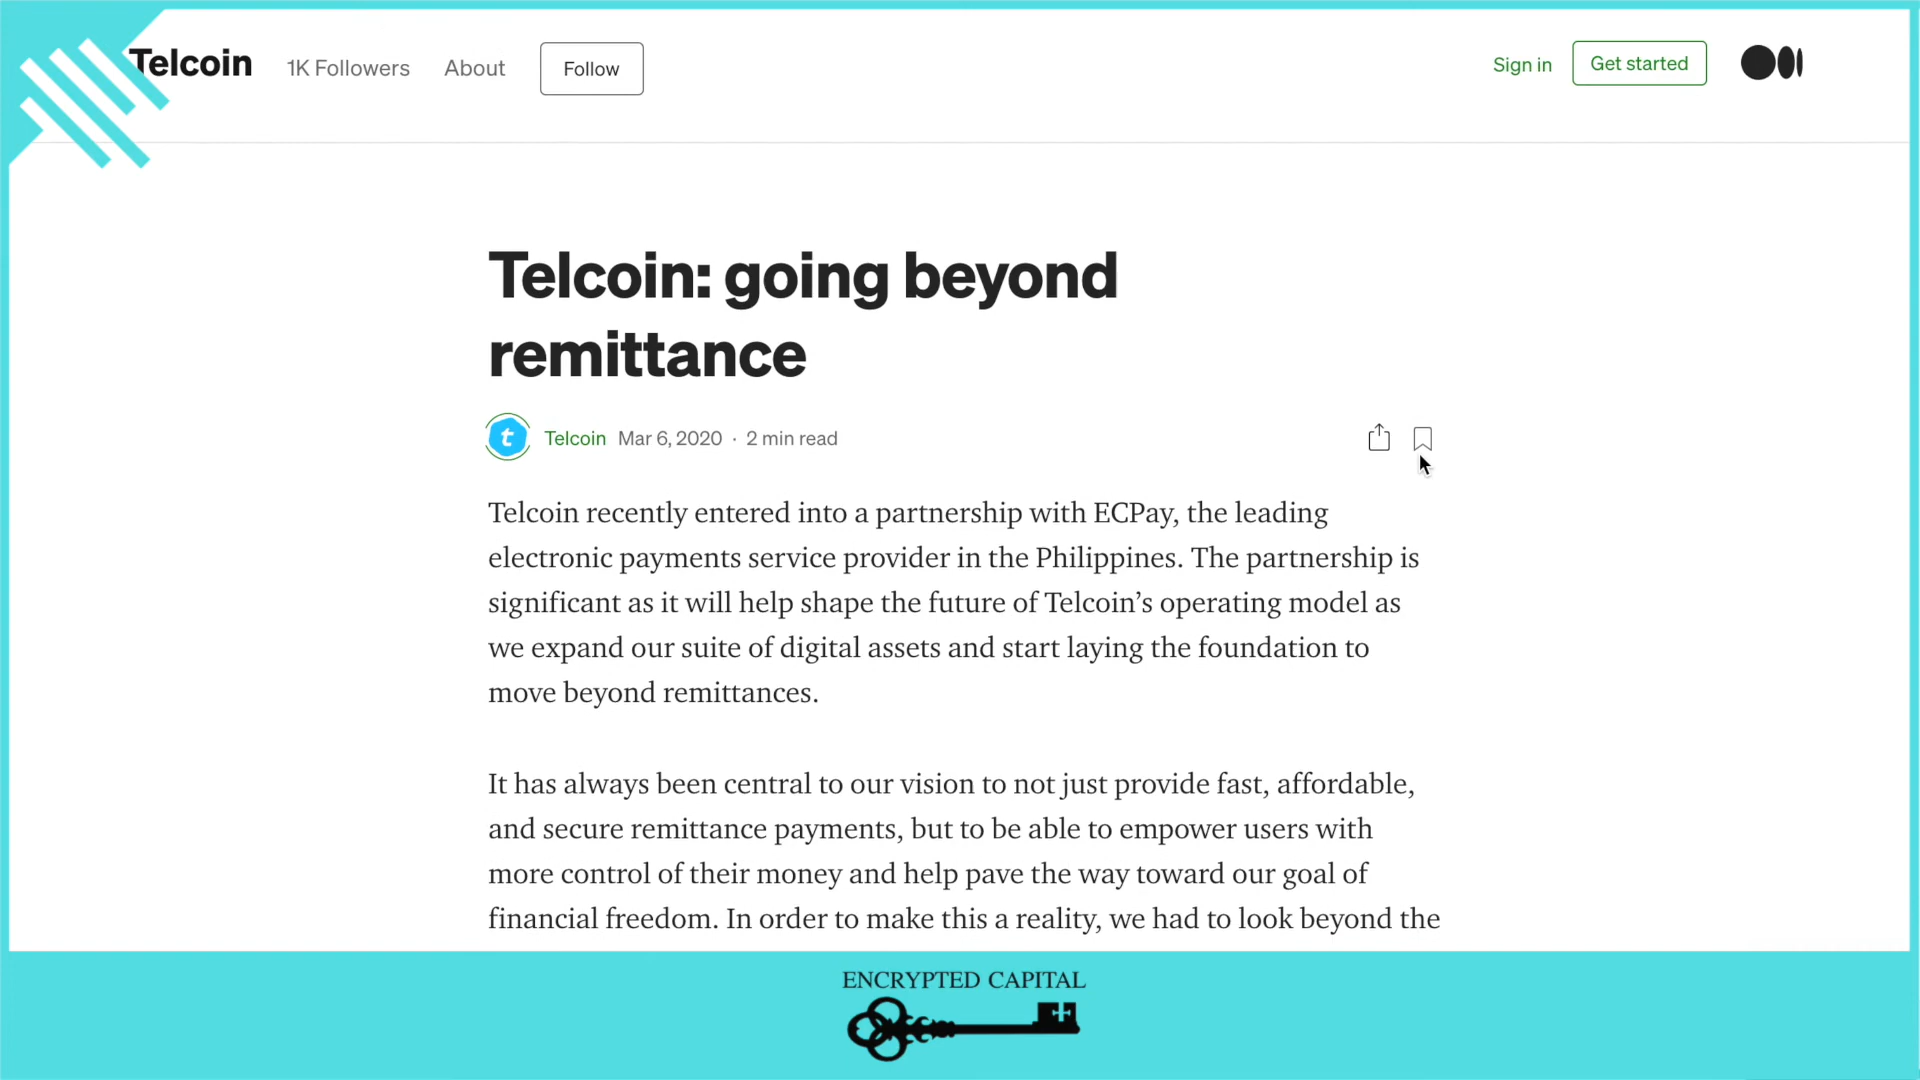 Telcoin 1K Followers About Follow Sign in Get started
Telcoin: going beyond
remittance
t Telcoin Mar 6, 2020 · 2 min read
Telcoin recently entered into a partnership with ECPay, the leading
electronic payments service provider in the Philippines. The partnership is
significant as it will help shape the future of Telcoin’s operating model as
we expand our suite of digital assets and start laying the foundation to
move beyond remittances.
It has always been central to our vision to not just provide fast, affordable,
and secure remittance payments, but to be able to empower users with
more control of their money and help pave the way toward our goal of
financial freedom. In order to make this a reality, we had to look beyond the
ENCRYPTED CAPITAL